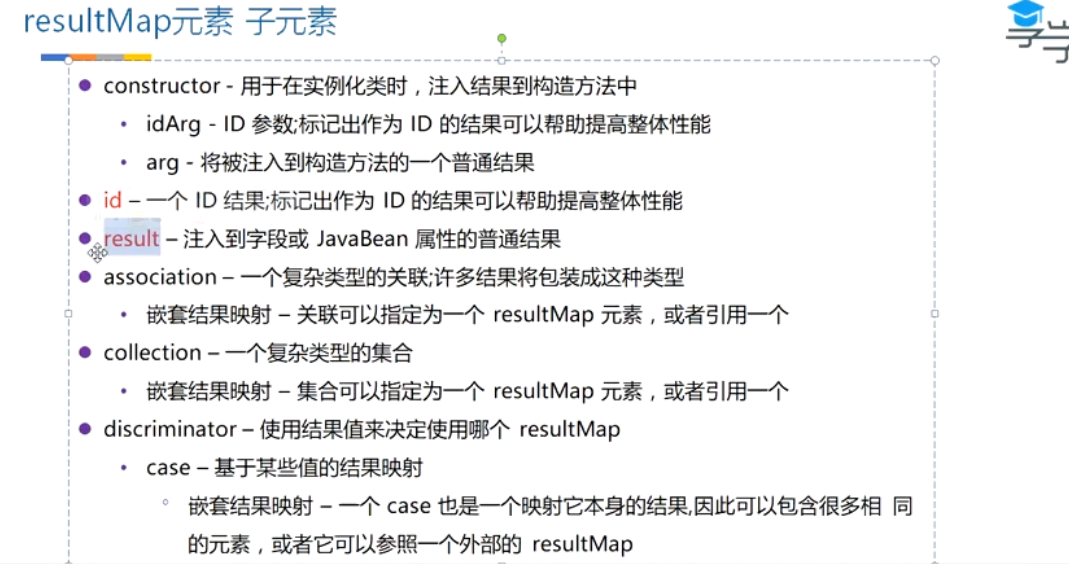 resultMap元素 子元素
constructor - 用于在实例化类时，注入结果到构造方法中
idArg - ID 参数;标记出作为 ID 的结果可以帮助提高整体性能
arg - 将被注入到构造方法的一个普通结果
id – 一个 ID 结果;标记出作为 ID 的结果可以帮助提高整体性能
result – 注入到字段或 JavaBean 属性的普通结果
association – 一个复杂类型的关联;许多结果将包装成这种类型
嵌套结果映射 – 关联可以指定为一个 resultMap 元素，或者引用一个
collection – 一个复杂类型的集合
嵌套结果映射 – 集合可以指定为一个 resultMap 元素，或者引用一个
discriminator – 使用结果值来决定使用哪个 resultMap
case – 基于某些值的结果映射
嵌套结果映射 – 一个 case 也是一个映射它本身的结果,因此可以包含很多相 同
的元素，或者它可以参照一个外部的 resultMap